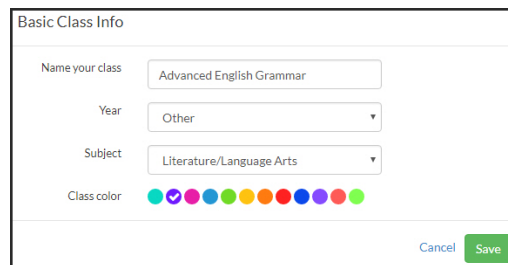 Basic Class Info
Name your class Advanced English Grammar
Year Other
Subject Literature/Language Arts
Class color
Cancel Save